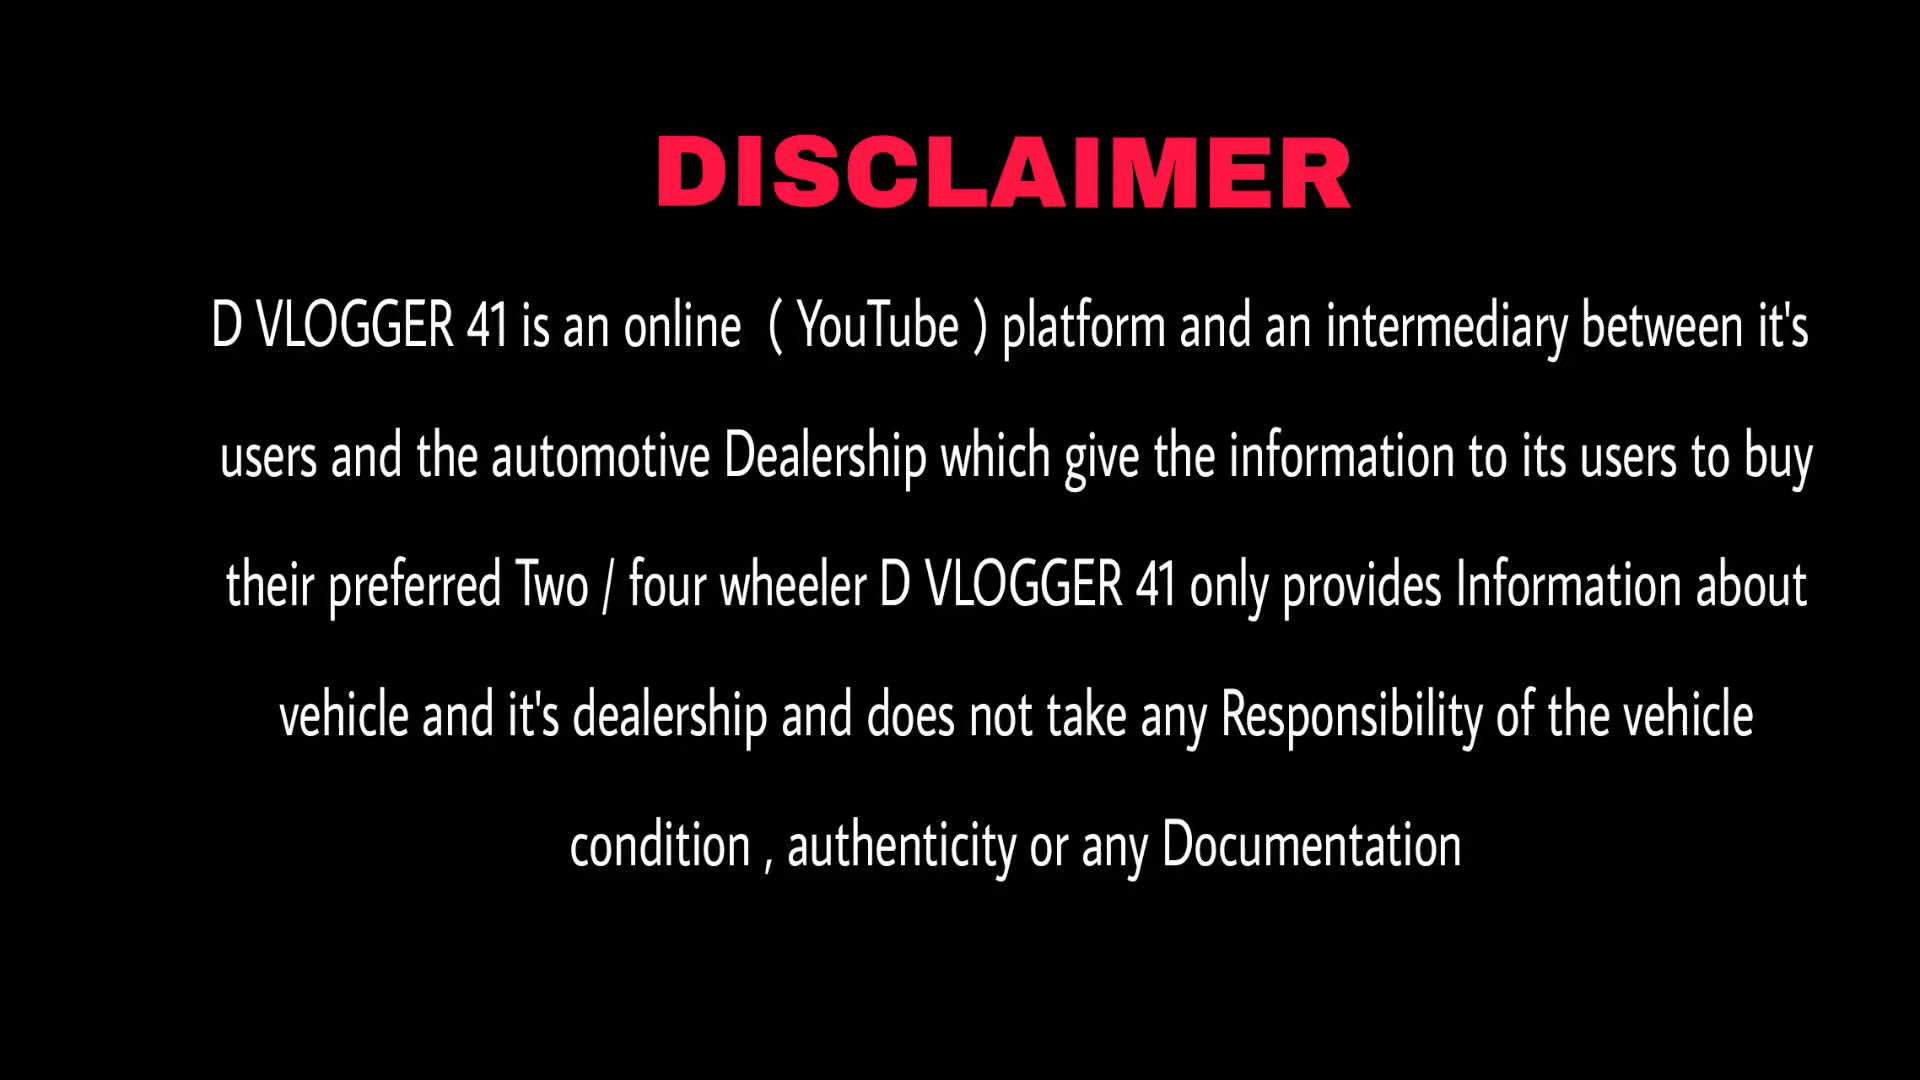 DISCLAIMER
D VLOGGER 41 is an online ( YouTube ) platform and an intermediary between it's
users and the automotive Dealership which give the information to its users to buy
their preferred Two / four wheeler D VLOGGER 41 only provides Information about
vehicle and it's dealership and does not take any Responsibility of the vehicle
condition , authenticity or any Documentation